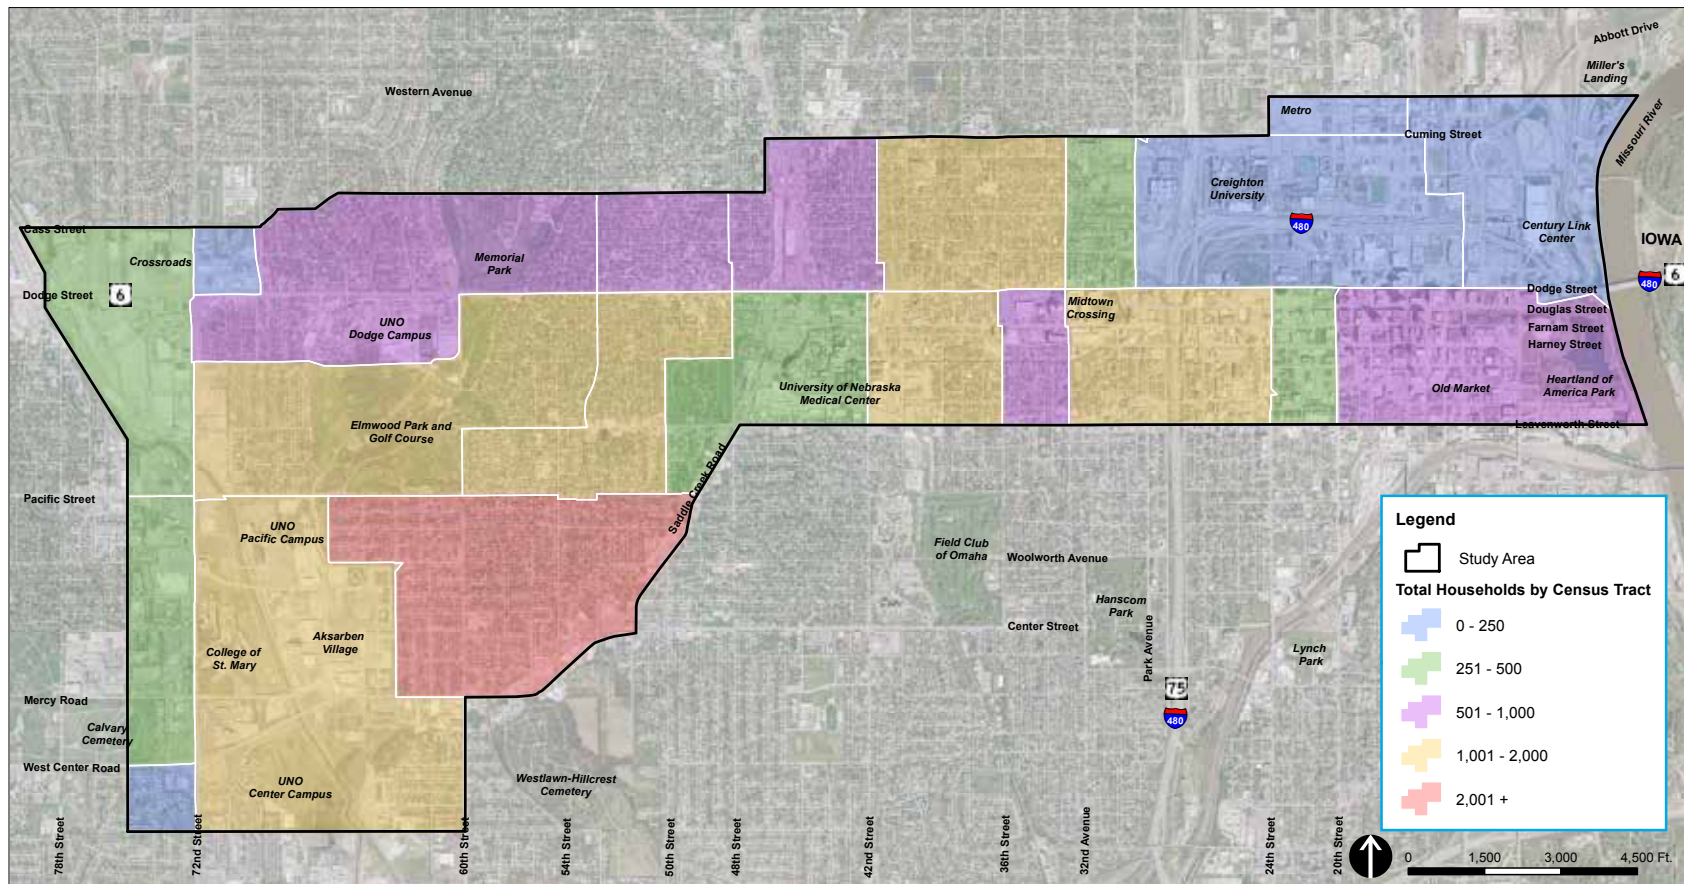 Abbott Drive
Miller's
Landing
Western Avenue
Metro
Missouri River
Cuming Street
Creighton
University
480
Cass Street
Century Link
Center
IOWA
Crossroads
Memorial
Park
6
480
Dodge Street
6
Dodge Street
Midtown
Crossing
Douglas Street
UNO
Dodge Campus
Farnam Street
Harney Street
University of Nebraska
Medical Center
Old Market
Heartland of
America Park
Elmwood Park and
Golf Course
Leavenworth Street
Saddle Creek Road
Pacific Street
UNO
Pacific Campus
Field Club
of Omaha
Woolworth Avenue
Hanscom
Park
Center Street
Park Avenue
Lynch
Park
Aksarben
Village
College of
St. Mary
75
480
Mercy Road
Calvary
Cemetery
West Center Road
UNO
Center Campus
Westlawn-Hillcrest
Cemetery
78th Street
72nd Street
60th Street
54th Street
50th Street
48th Street
42nd Street
36th Street
32nd Avenue
24th Street
20th Street
Legend
Study Area
Total Households by Census Tract
0 - 250
251 - 500
501 - 1,000
1,001 - 2,000
2,001 +
0 1,500 3,000 4,500 Ft.